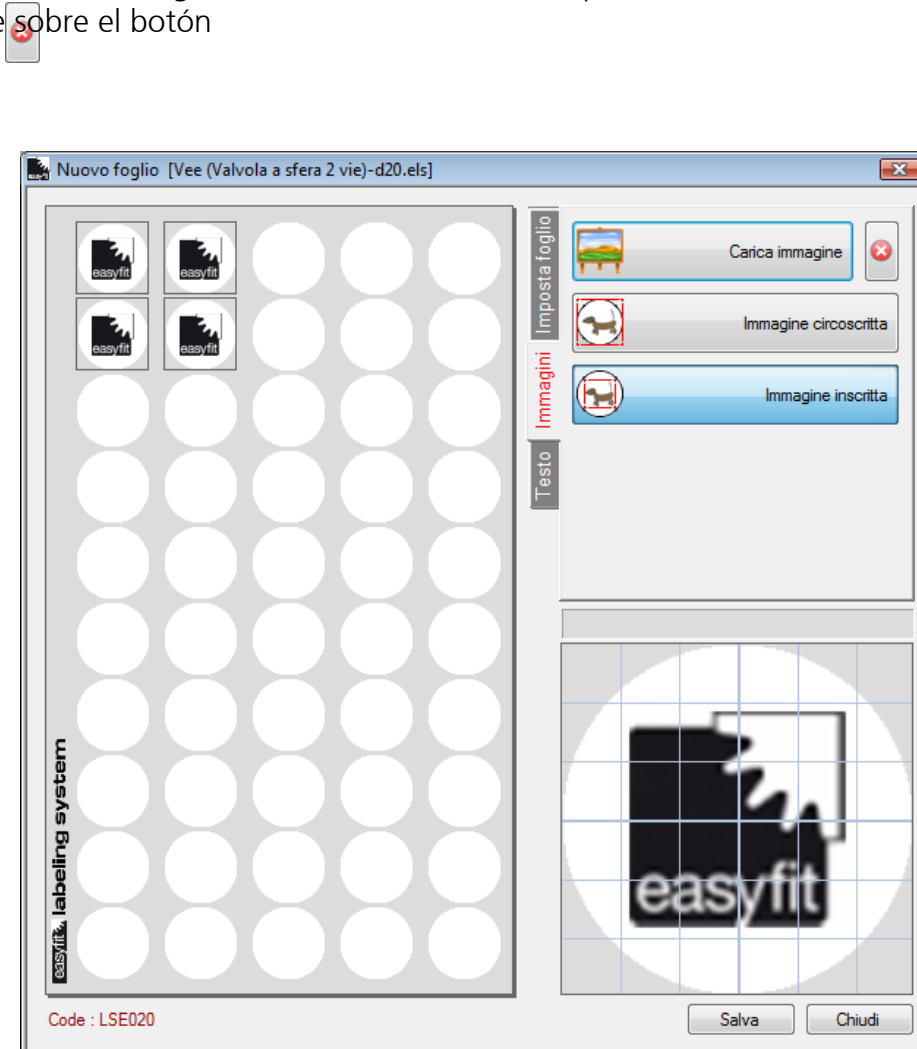 sobre el botón
Nuovo foglio [Vee (Valvola a sfera 2 vie)-d20.els]
easyfit
easyfit
easyfit
easyfit
easyfit labeling system
Code : LSE020
Imposta foglio
Immagini
Testo
Carica immagine
Immagine circoscritta
Immagine inscritta
easyfit
Salva
Chiudi